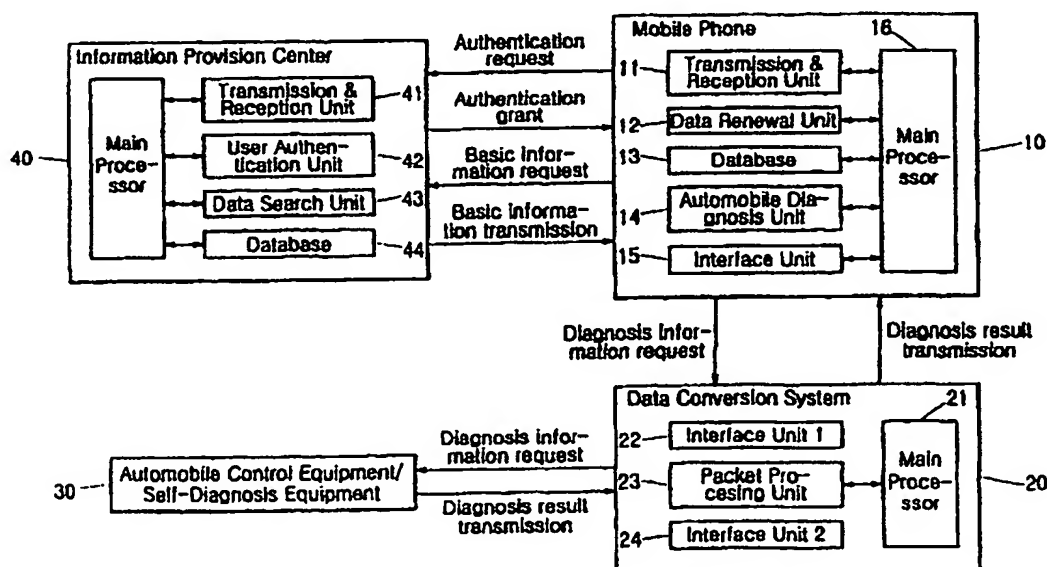 Information Provision Center
Main
Proce-
ssor
Transmission &
Reception Unit
41
User Authen-
tication Unit
42
Data Search Unit
43
Database
44
40
Authentication
request
Authentication
grant
Basic infor-
mation request
Basic informa-
tion transmission
Mobile Phone
16
11
Transmission &
Reception Unit
12
Data Renewal Unit
13
Database
14
Automobile Dia-
gnosis Unit
15
Interface Unit
Main
Proce-
ssor
10
Diagnosis infor-
mation request
Diagnosis result
transmission
Data Conversion System
21
22
Interface Unit 1
23
Packet Pro-
cesing Unit
24
Interface Unit 2
Main
Proce-
ssor
20
Diagnosis infor-
mation request
30
Automobile Control Equipment/
Self-Diagnosis Equipment
Diagnosis result
transmission